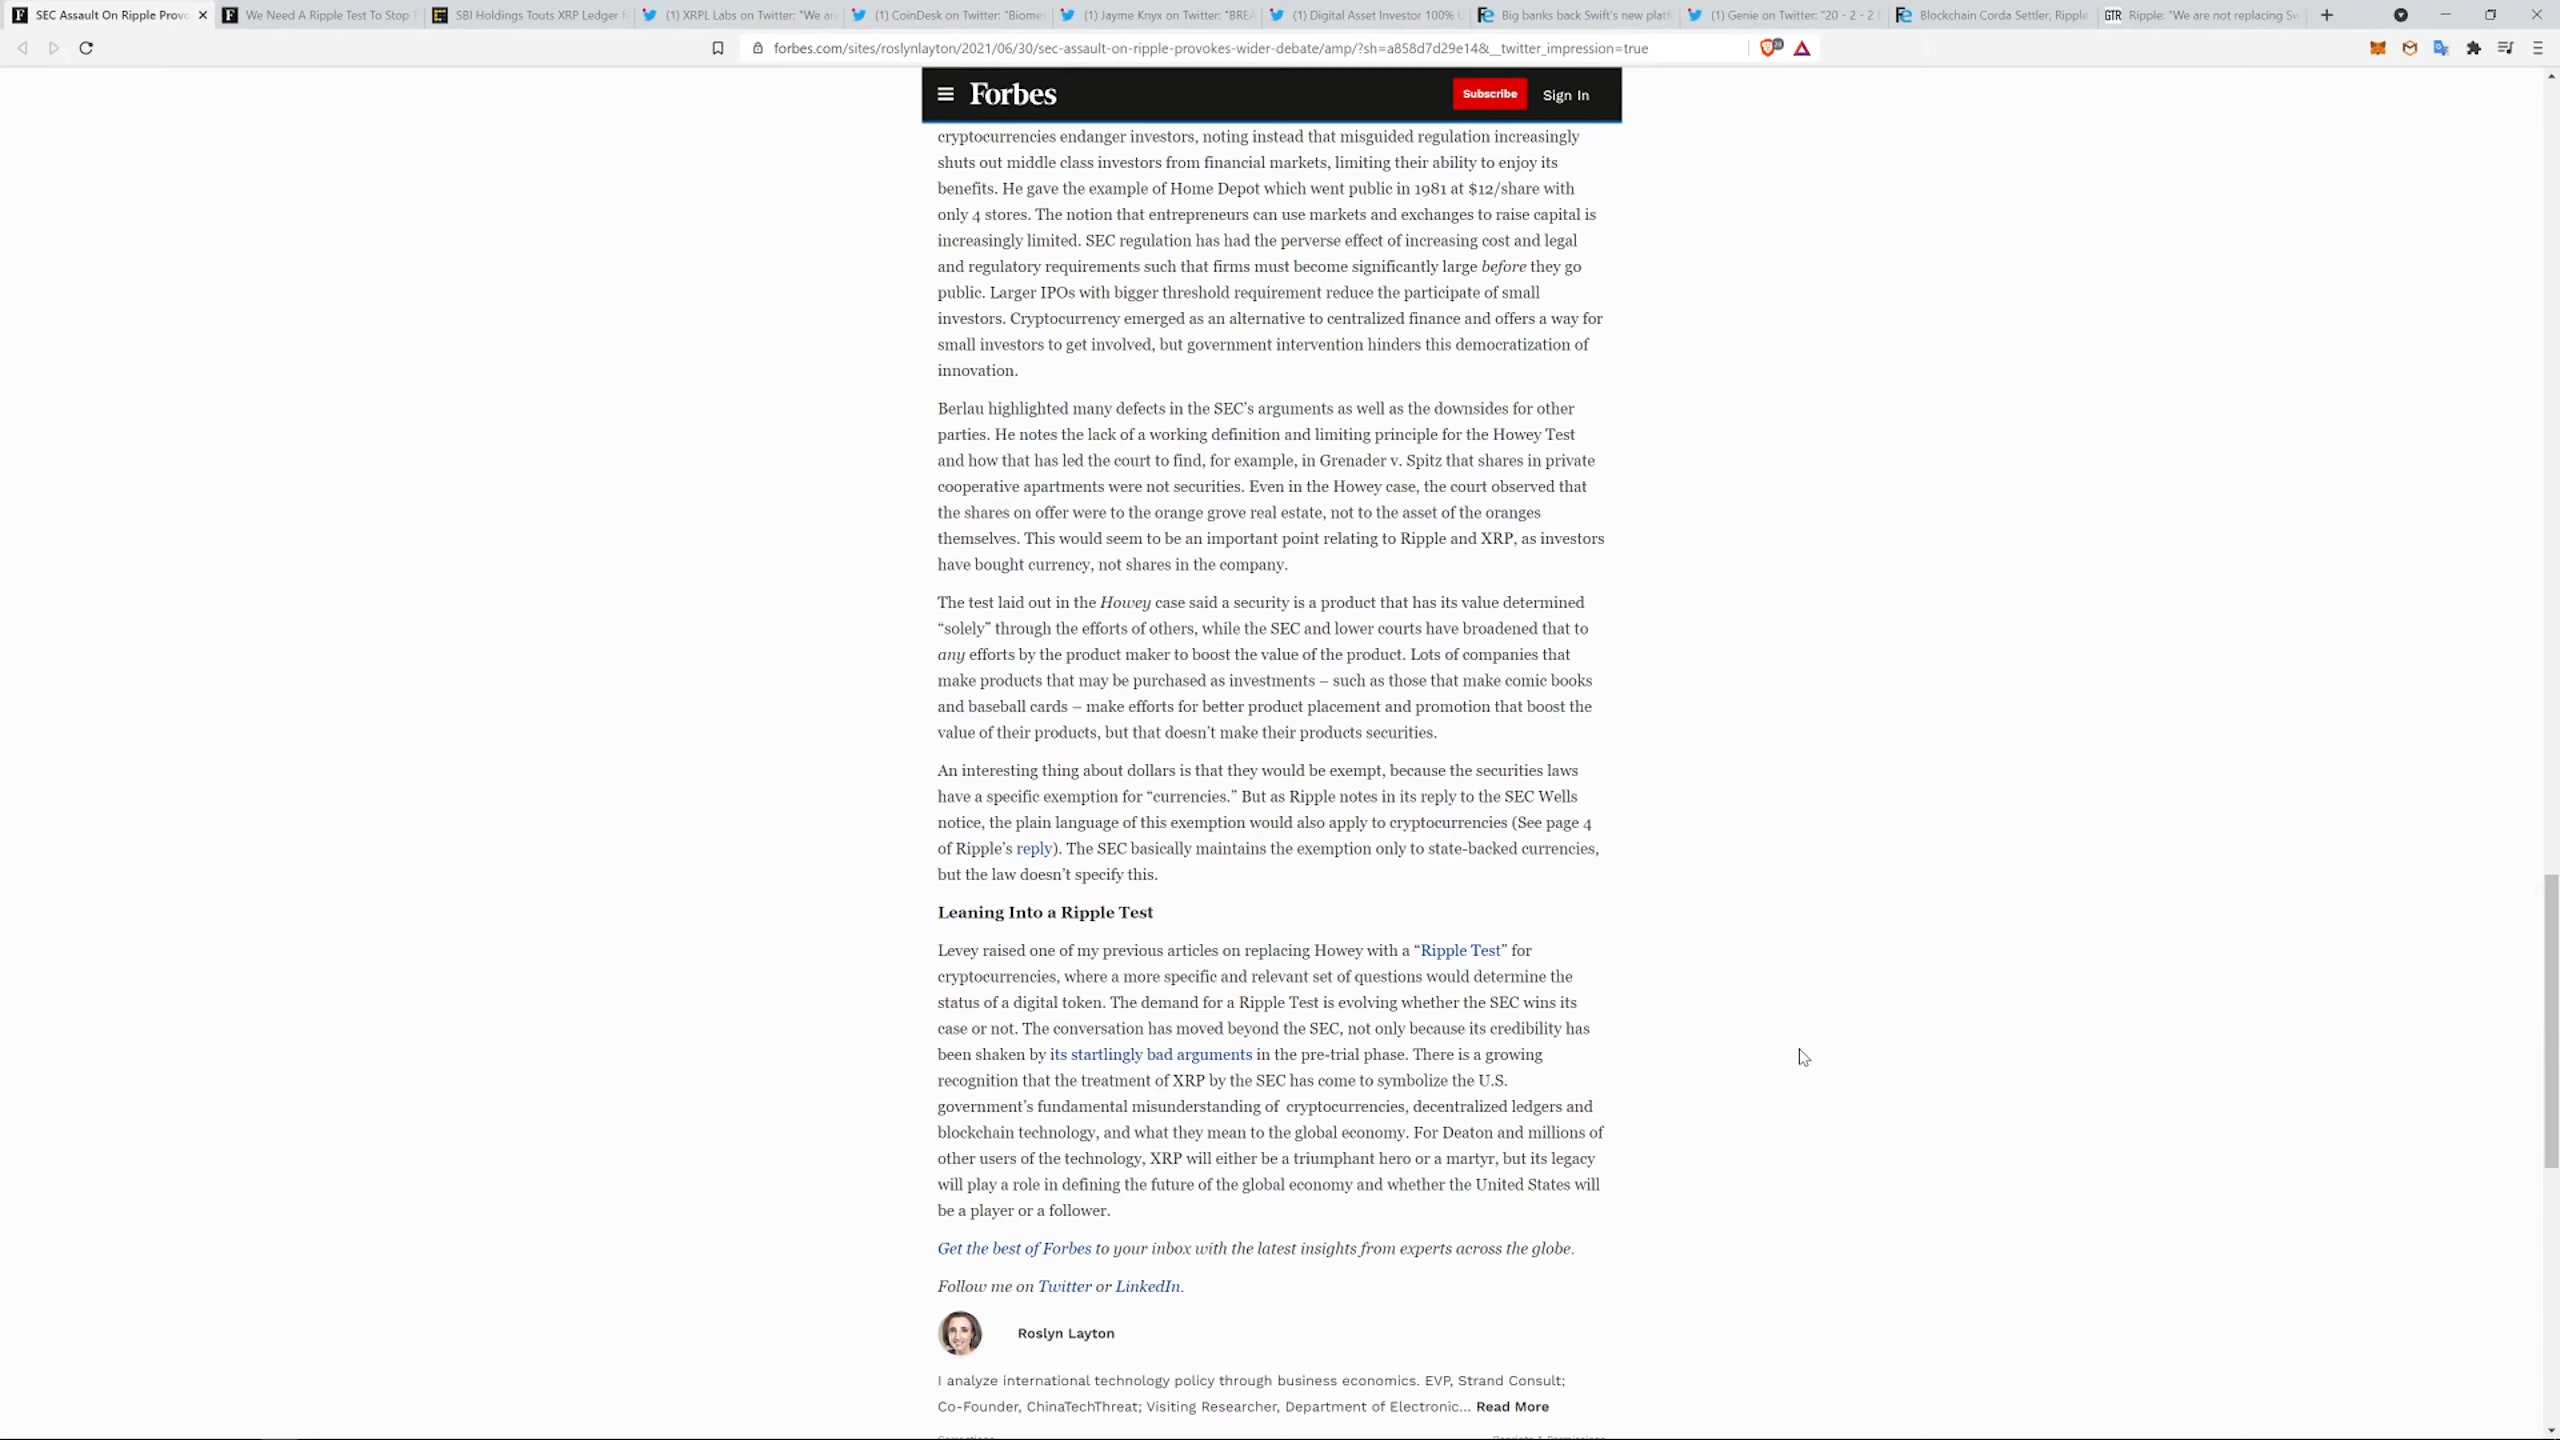 SEC Assault On Ripple Provo
We Need A Ripple Test To Stop T
SBI Holdings Touts XRP Ledger f
(1) XRPL Labs on Twitter: "We ar
(1) CoinDesk on Twitter: "Biome
(1) Jayme Knyx on Twitter: "BREA
(1) Digital Asset Investor 100% U
Big banks back Swift's new platf
(1) Genie on Twitter: "20 - 2 - 2
Blockchain Corda Settler, Ripple
GTR Ripple: "We are not replacing Sw
forbes.com/sites/roslynlayton/2021/06/30/sec-assault-on-ripple-provokes-wider-debate/amp/?sh=a858d7d29e14&__twitter_impression=true
Forbes
Subscribe
Sign In
cryptocurrencies endanger investors, noting instead that misguided regulation increasingly
shuts out middle class investors from financial markets, limiting their ability to enjoy its
benefits. He gave the example of Home Depot which went public in 1981 at $12/share with
only 4 stores. The notion that entrepreneurs can use markets and exchanges to raise capital is
increasingly limited. SEC regulation has had the perverse effect of increasing cost and legal
and regulatory requirements such that firms must become significantly large before they go
public. Larger IPOs with bigger threshold requirement reduce the participate of small
investors. Cryptocurrency emerged as an alternative to centralized finance and offers a way for
small investors to get involved, but government intervention hinders this democratization of
innovation.
Berlau highlighted many defects in the SEC’s arguments as well as the downsides for other
parties. He notes the lack of a working definition and limiting principle for the Howey Test
and how that has led the court to find, for example, in Grenader v. Spitz that shares in private
cooperative apartments were not securities. Even in the Howey case, the court observed that
the shares on offer were to the orange grove real estate, not to the asset of the oranges
themselves. This would seem to be an important point relating to Ripple and XRP, as investors
have bought currency, not shares in the company.
The test laid out in the Howey case said a security is a product that has its value determined
“solely” through the efforts of others, while the SEC and lower courts have broadened that to
any efforts by the product maker to boost the value of the product. Lots of companies that
make products that may be purchased as investments – such as those that make comic books
and baseball cards – make efforts for better product placement and promotion that boost the
value of their products, but that doesn’t make their products securities.
An interesting thing about dollars is that they would be exempt, because the securities laws
have a specific exemption for “currencies.” But as Ripple notes in its reply to the SEC Wells
notice, the plain language of this exemption would also apply to cryptocurrencies (See page 4
of Ripple’s reply). The SEC basically maintains the exemption only to state-backed currencies,
but the law doesn’t specify this.
Leaning Into a Ripple Test
Levey raised one of my previous articles on replacing Howey with a “Ripple Test” for
cryptocurrencies, where a more specific and relevant set of questions would determine the
status of a digital token. The demand for a Ripple Test is evolving whether the SEC wins its
case or not. The conversation has moved beyond the SEC, not only because its credibility has
been shaken by its startlingly bad arguments in the pre-trial phase. There is a growing
recognition that the treatment of XRP by the SEC has come to symbolize the U.S.
government’s fundamental misunderstanding of cryptocurrencies, decentralized ledgers and
blockchain technology, and what they mean to the global economy. For Deaton and millions of
other users of the technology, XRP will either be a triumphant hero or a martyr, but its legacy
will play a role in defining the future of the global economy and whether the United States will
be a player or a follower.
Get the best of Forbes to your inbox with the latest insights from experts across the globe.
Follow me on Twitter or LinkedIn.
Roslyn Layton
I analyze international technology policy through business economics. EVP, Strand Consult;
Co-Founder, ChinaTechThreat; Visiting Researcher, Department of Electronic... Read More